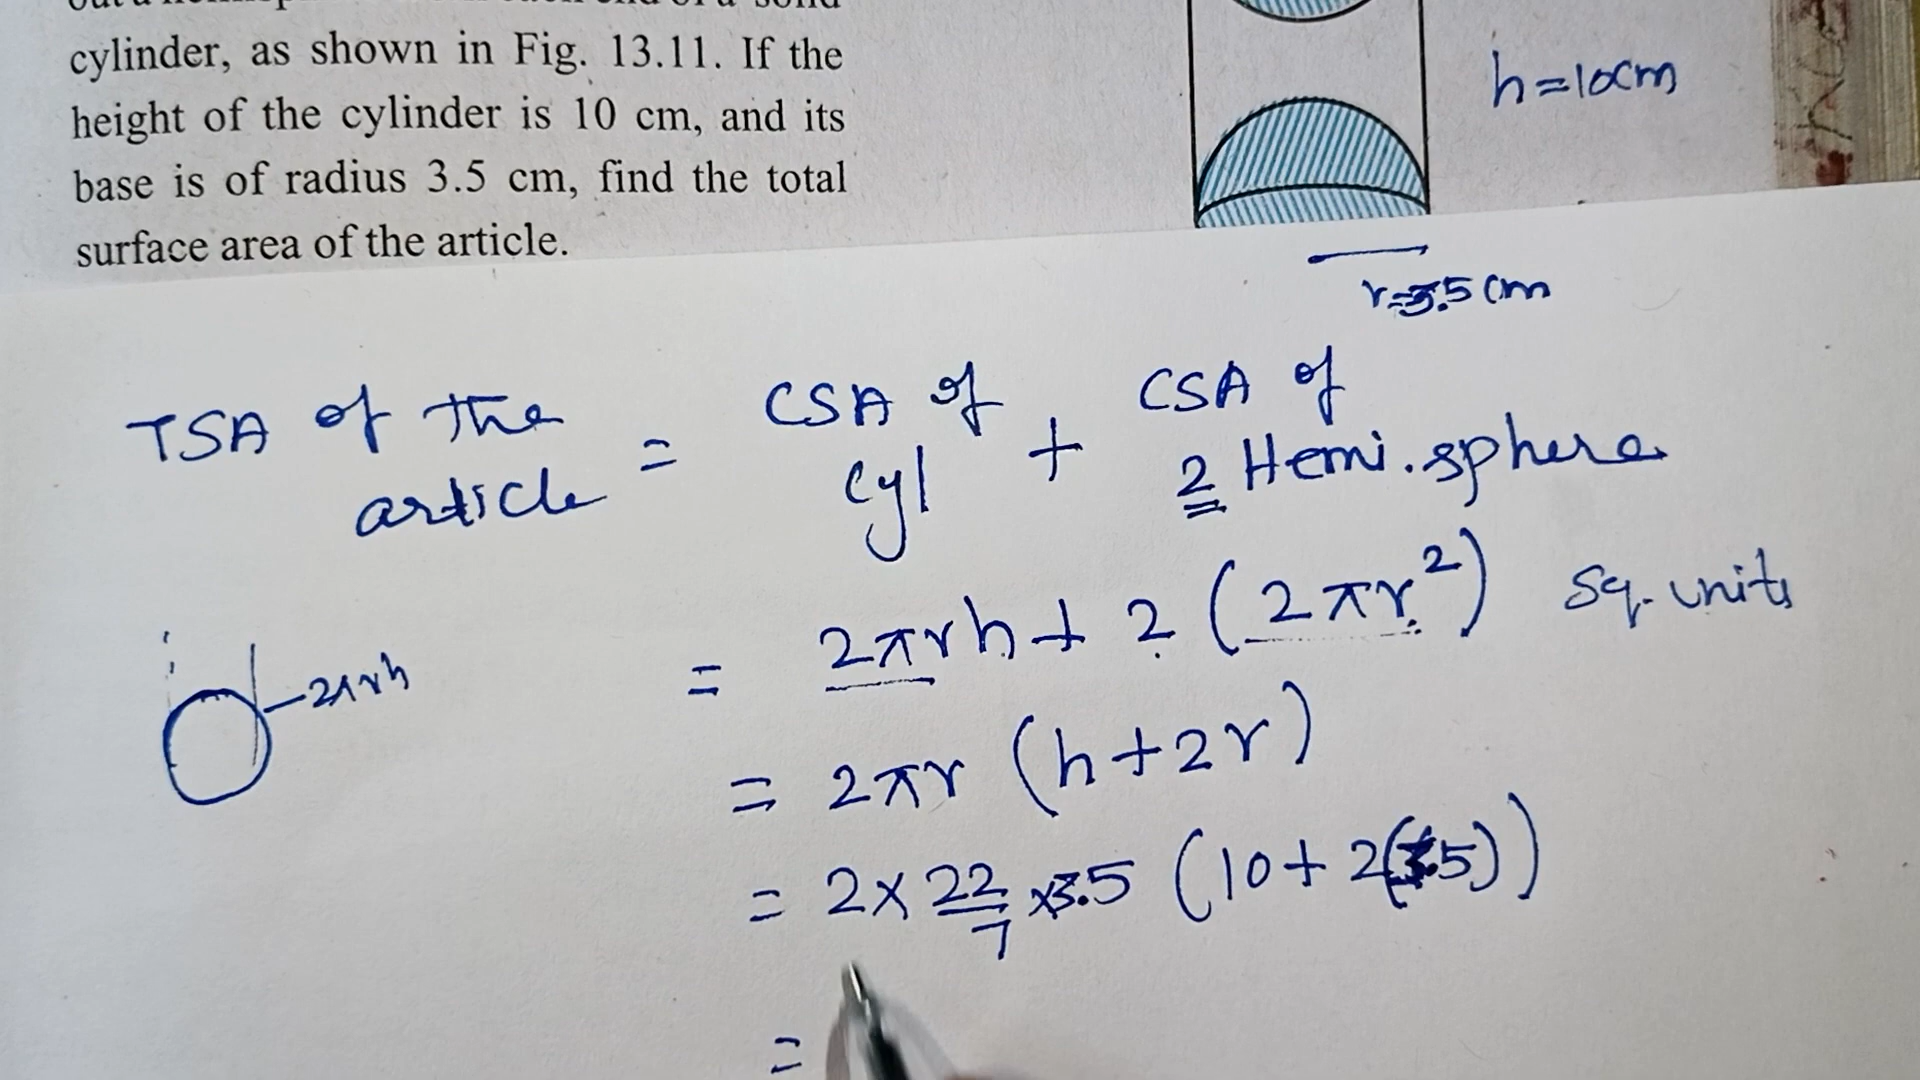 cylinder, as shown in Fig. 13.11. If the
height of the cylinder is 10 cm, and its
base is of radius 3.5 cm, find the total
surface area of the article.
h=10cm
r=3.5 cm
TSA of the article = CSA of cyl + CSA of 2 Hemi.sphere
= 2πrh + 2 (2πr²) sq. units
2πrh
= 2πr (h+2r)
= 2 × 22/7 × 3.5 (10 + 2(3.5))
=